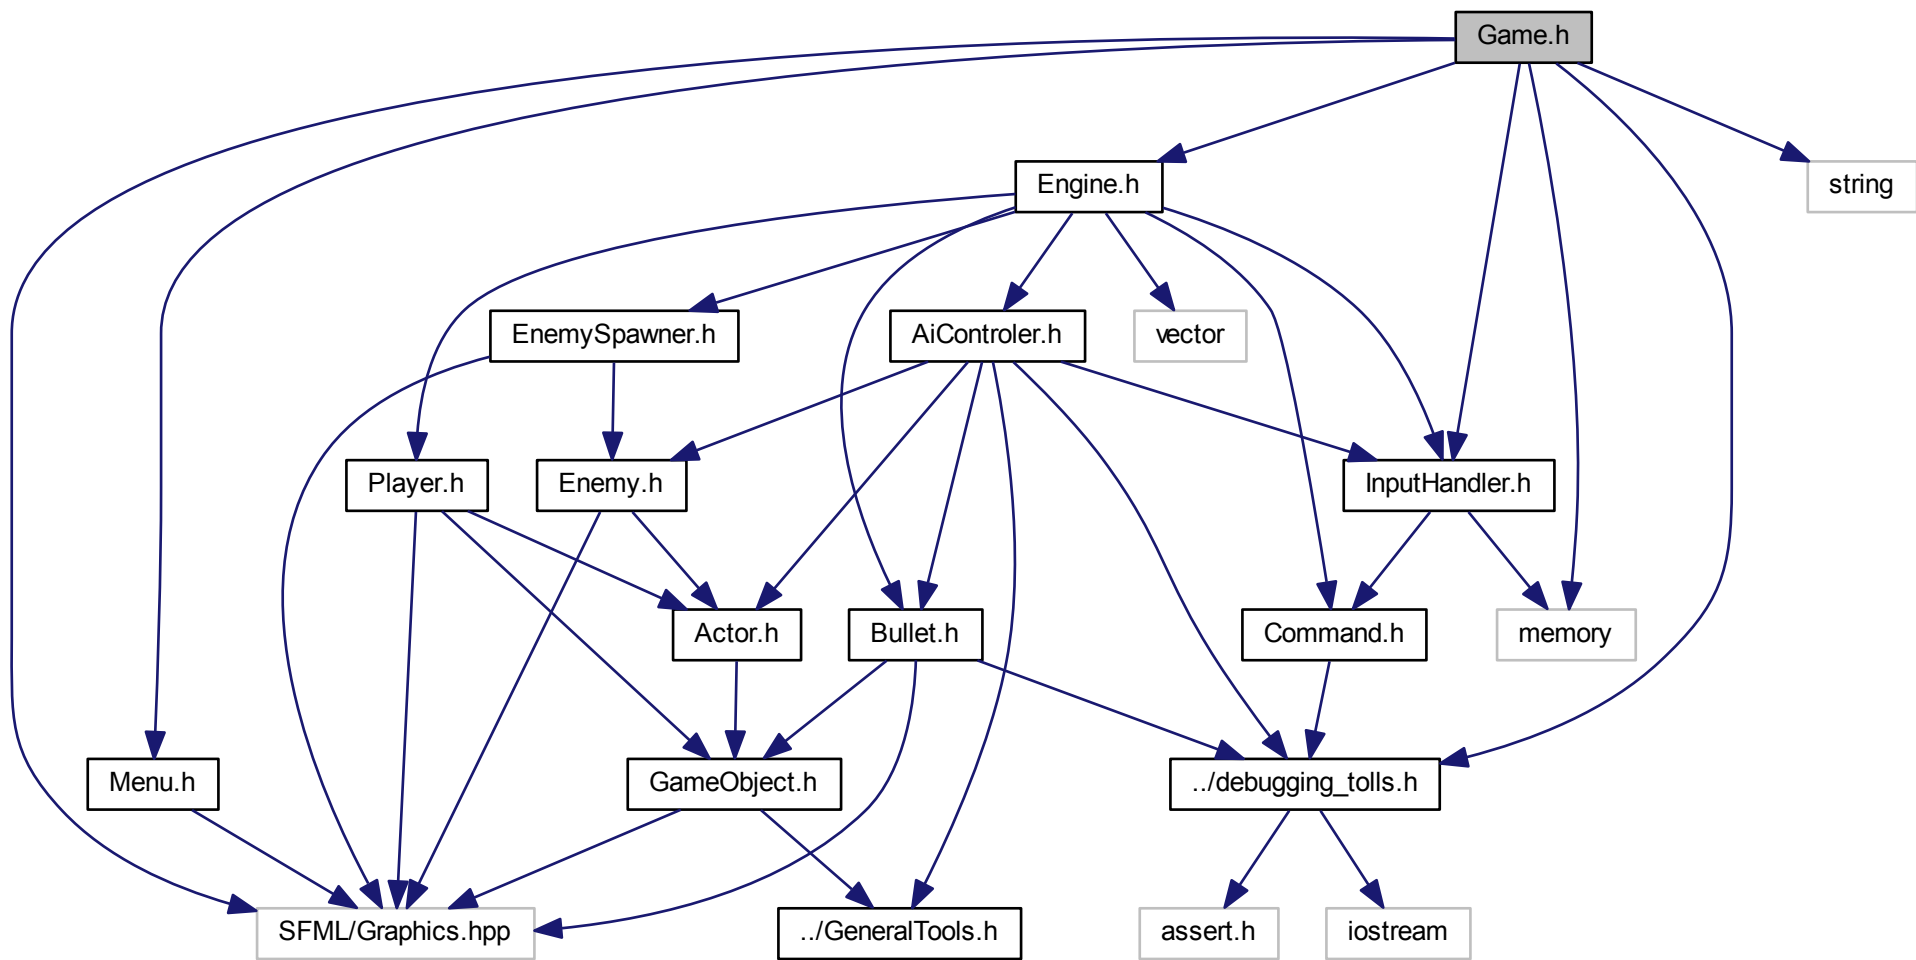 Game.h
Engine.h
string
EnemySpawner.h
AiControler.h
vector
Player.h
Enemy.h
InputHandler.h
Actor.h
Bullet.h
Command.h
memory
Menu.h
GameObject.h
../debugging_tolls.h
SFML/Graphics.hpp
../GeneralTools.h
assert.h
iostream